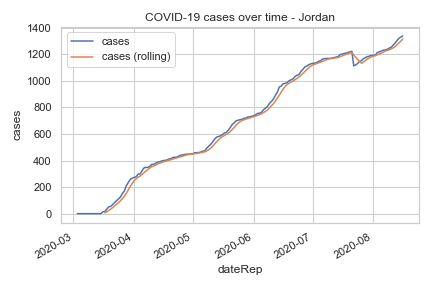 COVID-19 cases over time - Jordan
cases
cases (rolling)
1400
1200
1000
800
600
400
200
0
cases
2020-03
2020-04
2020-05
2020-06
2020-07
2020-08
dateRep